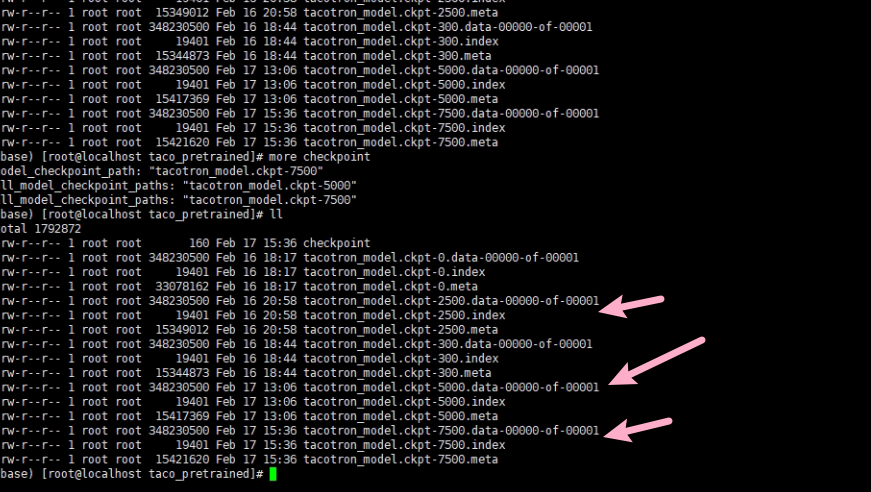 rw-r--r-- 1 root root 15349012 Feb 16 20:58 tacotron_model.ckpt-2500.meta
rw-r--r-- 1 root root 348230500 Feb 16 18:44 tacotron_model.ckpt-300.data-00000-of-00001
rw-r--r-- 1 root root 19401 Feb 16 18:44 tacotron_model.ckpt-300.index
rw-r--r-- 1 root root 15344873 Feb 16 18:44 tacotron_model.ckpt-300.meta
rw-r--r-- 1 root root 348230500 Feb 17 13:06 tacotron_model.ckpt-5000.data-00000-of-00001
rw-r--r-- 1 root root 19401 Feb 17 13:06 tacotron_model.ckpt-5000.index
rw-r--r-- 1 root root 15417369 Feb 17 13:06 tacotron_model.ckpt-5000.meta
rw-r--r-- 1 root root 348230500 Feb 17 15:36 tacotron_model.ckpt-7500.data-00000-of-00001
rw-r--r-- 1 root root 19401 Feb 17 15:36 tacotron_model.ckpt-7500.index
rw-r--r-- 1 root root 15421620 Feb 17 15:36 tacotron_model.ckpt-7500.meta
base) [root@localhost taco_pretrained]# more checkpoint
odel_checkpoint_path: "tacotron_model.ckpt-7500"
ll_model_checkpoint_paths: "tacotron_model.ckpt-5000"
ll_model_checkpoint_paths: "tacotron_model.ckpt-7500"
base) [root@localhost taco_pretrained]# ll
otal 1792872
rw-r--r-- 1 root root 160 Feb 17 15:36 checkpoint
rw-r--r-- 1 root root 348230500 Feb 16 18:17 tacotron_model.ckpt-0.data-00000-of-00001
rw-r--r-- 1 root root 19401 Feb 16 18:17 tacotron_model.ckpt-0.index
rw-r--r-- 1 root root 33078162 Feb 16 18:17 tacotron_model.ckpt-0.meta
rw-r--r-- 1 root root 348230500 Feb 16 20:58 tacotron_model.ckpt-2500.data-00000-of-00001
rw-r--r-- 1 root root 19401 Feb 16 20:58 tacotron_model.ckpt-2500.index
rw-r--r-- 1 root root 15349012 Feb 16 20:58 tacotron_model.ckpt-2500.meta
rw-r--r-- 1 root root 348230500 Feb 16 18:44 tacotron_model.ckpt-300.data-00000-of-00001
rw-r--r-- 1 root root 19401 Feb 16 18:44 tacotron_model.ckpt-300.index
rw-r--r-- 1 root root 15344873 Feb 16 18:44 tacotron_model.ckpt-300.meta
rw-r--r-- 1 root root 348230500 Feb 17 13:06 tacotron_model.ckpt-5000.data-00000-of-00001
rw-r--r-- 1 root root 19401 Feb 17 13:06 tacotron_model.ckpt-5000.index
rw-r--r-- 1 root root 15417369 Feb 17 13:06 tacotron_model.ckpt-5000.meta
rw-r--r-- 1 root root 348230500 Feb 17 15:36 tacotron_model.ckpt-7500.data-00000-of-00001
rw-r--r-- 1 root root 19401 Feb 17 15:36 tacotron_model.ckpt-7500.index
rw-r--r-- 1 root root 15421620 Feb 17 15:36 tacotron_model.ckpt-7500.meta
base) [root@localhost taco_pretrained]#